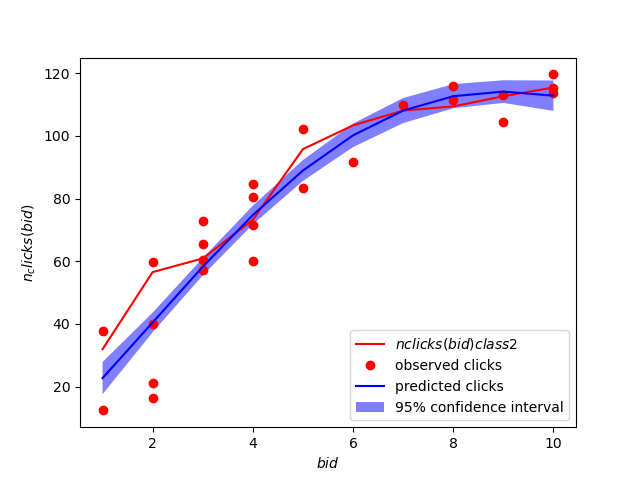 120
100
80
60
40
20
n_clicks(bid)
nclicks(bid)class2
observed clicks
predicted clicks
95% confidence interval
2 4 6 8 10
bid